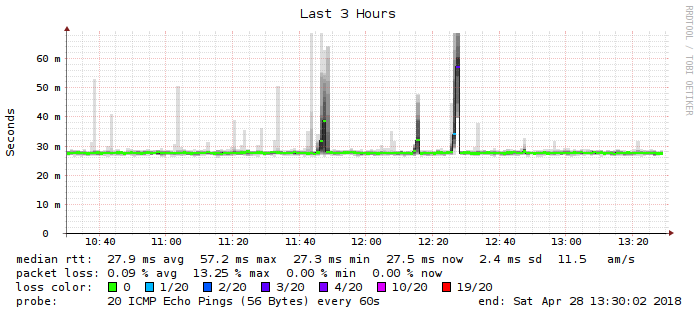 Last 3 Hours
RRDTOOL / TOBI OETIKER
Seconds
60 m
50 m
40 m
30 m
20 m
10 m
0
10:40 11:00 11:20 11:40 12:00 12:20 12:40 13:00 13:20
median rtt: 27.9 ms avg 57.2 ms max 27.3 ms min 27.5 ms now 2.4 ms sd 11.5 am/s
packet loss: 0.09 % avg 13.25 % max 0.00 % min 0.00 % now
loss color: 0 1/20 2/20 3/20 4/20 10/20 19/20
probe: 20 ICMP Echo Pings (56 Bytes) every 60s end: Sat Apr 28 13:30:02 2018